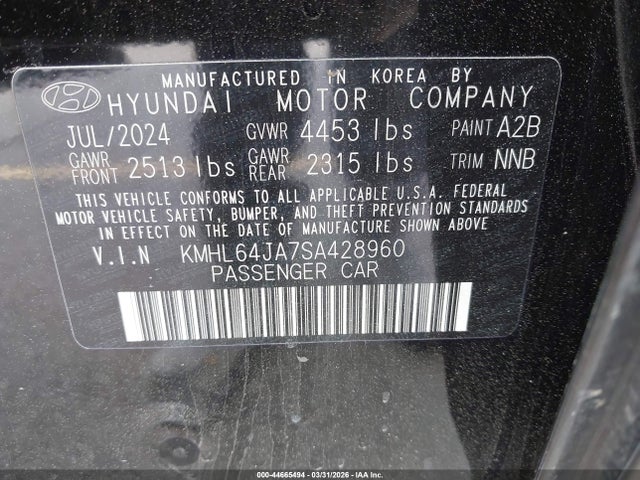 MANUFACTURED IN KOREA BY
HYUNDAI MOTOR COMPANY
JUL/2024 GVWR 4453 lbs PAINT A2B
GAWR FRONT 2513 lbs GAWR REAR 2315 lbs TRIM NNB
THIS VEHICLE CONFORMS TO ALL APPLICABLE U.S.A. FEDERAL
MOTOR VEHICLE SAFETY, BUMPER, AND THEFT PREVENTION STANDARDS
IN EFFECT ON THE DATE OF MANUFACTURE SHOWN ABOVE.
V.I.N KMHL64JA7SA428960
PASSENGER CAR
000-44665494 - 03/31/2026 - IAA Inc.